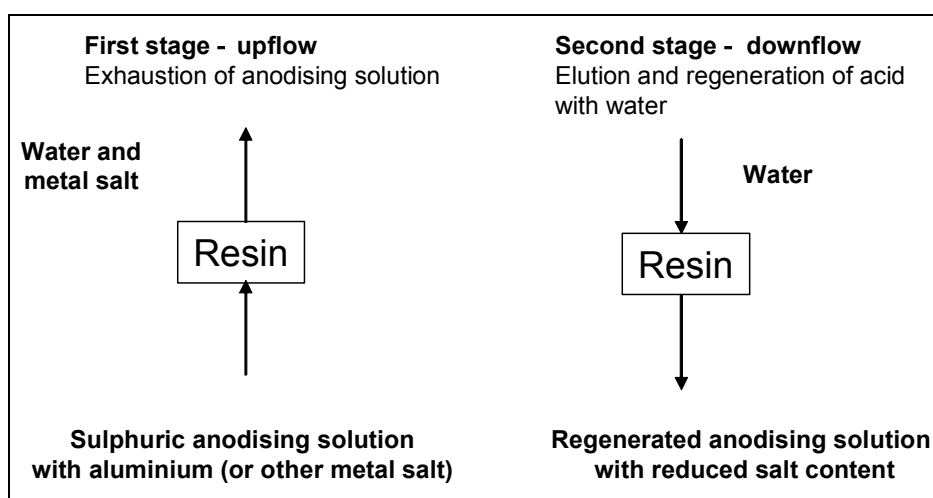 First stage - upflow
Exhaustion of anodising solution
Water and
metal salt
Resin
Sulphuric anodising solution
with aluminium (or other metal salt)
Second stage - downflow
Elution and regeneration of acid
with water
Water
Resin
Regenerated anodising solution
with reduced salt content